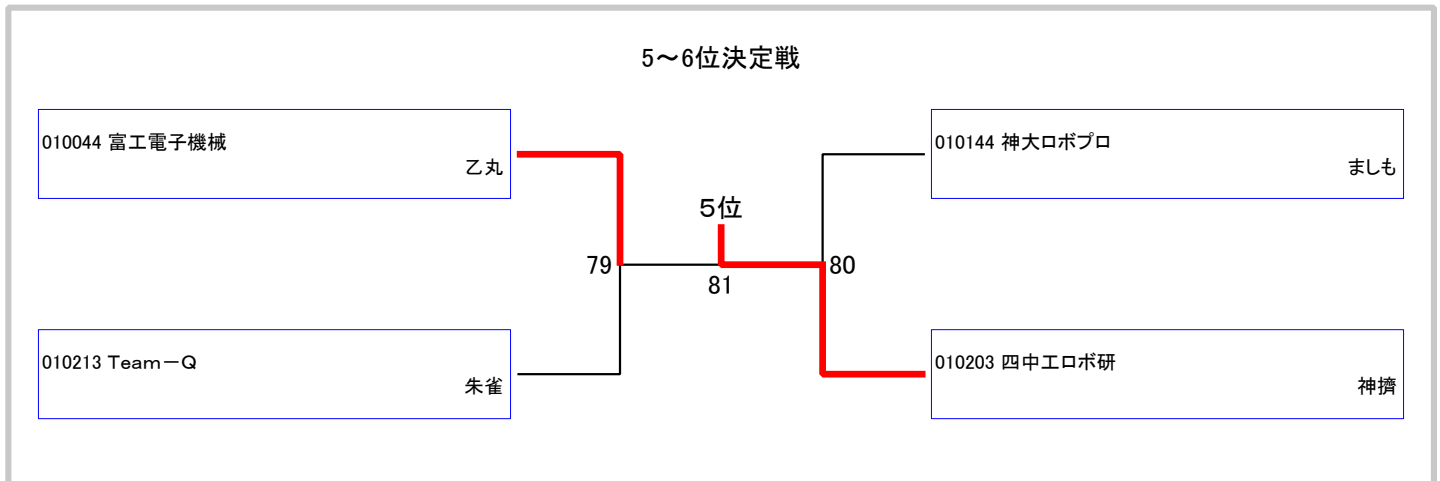 5～6位決定戦
010044 富工電子機械
乙丸
010144 神大ロボプロ
ましも
5位
79
80
81
010213 Team－Q
朱雀
010203 四中工ロボ研
神擠